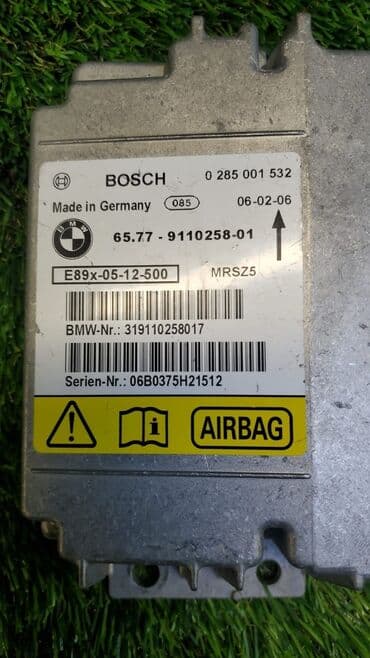 BOSCH 0 285 001 532
Made in Germany 085 06-02-06
BMW 65.77 - 9110258-01
E89x-05-12-500 MRSZ5
BMW-Nr.: 319110258017
Serien-Nr.: 06B0375H21512
AIRBAG